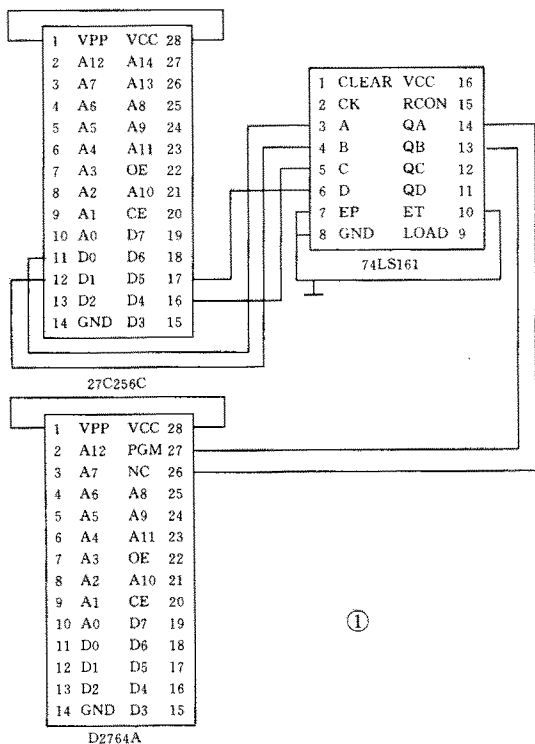 1 VPP VCC 28
2 A12 A14 27
3 A7 A13 26
4 A6 A8 25
5 A5 A9 24
6 A4 A11 23
7 A3 OE 22
8 A2 A10 21
9 A1 CE 20
10 A0 D7 19
11 D0 D6 18
12 D1 D5 17
13 D2 D4 16
14 GND D3 15
27C256C
1 CLEAR VCC 16
2 CK RCON 15
3 A QA 14
4 B QB 13
5 C QC 12
6 D QD 11
7 EP ET 10
8 GND LOAD 9
74LS161
1 VPP VCC 28
2 A12 PGM 27
3 A7 NC 26
4 A6 A8 25
5 A5 A9 24
6 A4 A11 23
7 A3 OE 22
8 A2 A10 21
9 A1 CE 20
10 A0 D7 19
11 D0 D6 18
12 D1 D5 17
13 D2 D4 16
14 GND D3 15
D2764A
①